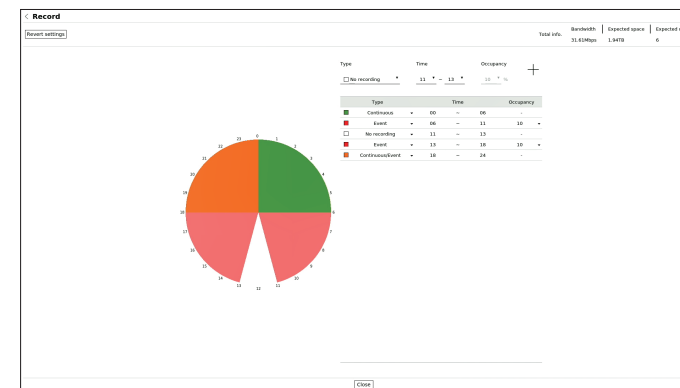 < Record
Revert settings
Total info.
Bandwidth Expected space Expected
31.61Mbps 1.94TB 6
Type Time Occupancy
No recording 11 – 13 10 %
Type Time Occupancy
Continuous 00 – 06 -
Event 06 – 11 10
No recording 11 – 13 -
Event 13 – 18 10
Continuous/Event 18 – 24 -
0
1
2
3
4
5
6
7
8
9
10
11
12
13
14
15
16
17
18
19
20
21
22
23
Close